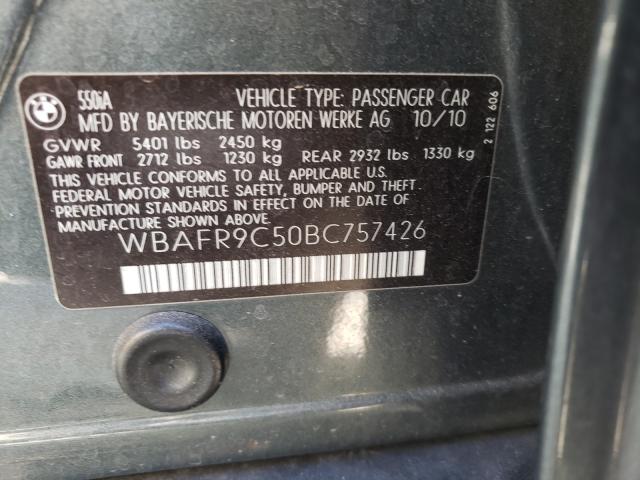 BMW
550iA VEHICLE TYPE: PASSENGER CAR
MFD BY BAYERISCHE MOTOREN WERKE AG 10/10
GVWR 5401 lbs 2450 kg
GAWR FRONT 2712 lbs 1230 kg REAR 2932 lbs 1330 kg
THIS VEHICLE CONFORMS TO ALL APPLICABLE U.S.
FEDERAL MOTOR VEHICLE SAFETY, BUMPER AND THEFT
PREVENTION STANDARDS IN EFFECT ON THE DATE OF
MANUFACTURE SHOWN ABOVE.
WBAFR9C50BC757426
2 122 606